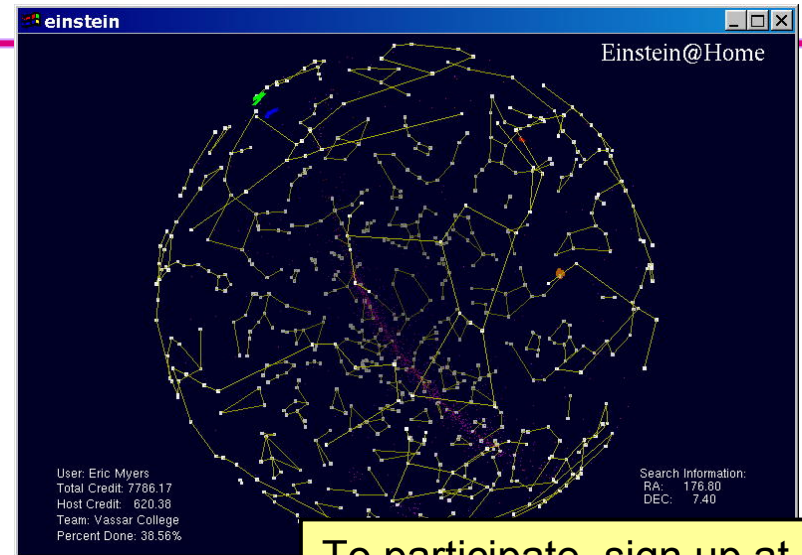 einstein
Einstein@Home
User: Eric Myers
Total Credit: 7786.17
Host Credit: 620.38
Team: Vassar College
Percent Done: 38.56%
Search Information:
RA: 176.80
DEC: 7.40
To participate, sign up at